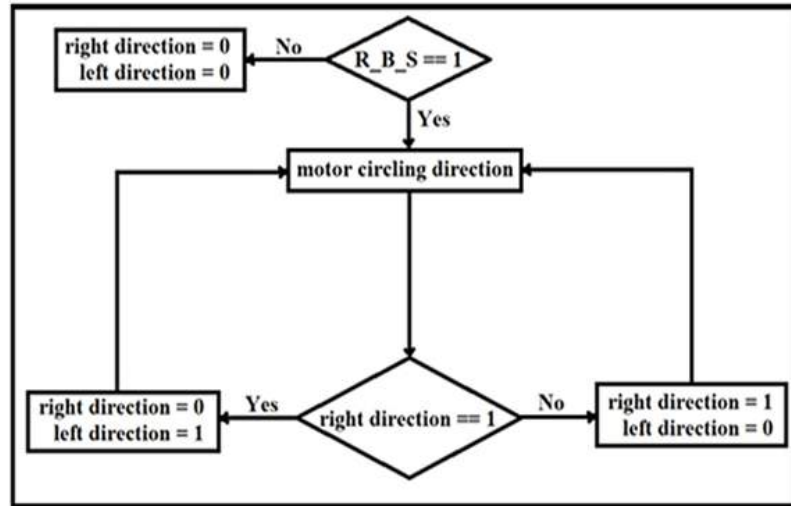 right direction = 0
left direction = 0
No
R_B_S == 1
Yes
motor circling direction
right direction = 0
left direction = 1
Yes
right direction == 1
No
right direction = 1
left direction = 0